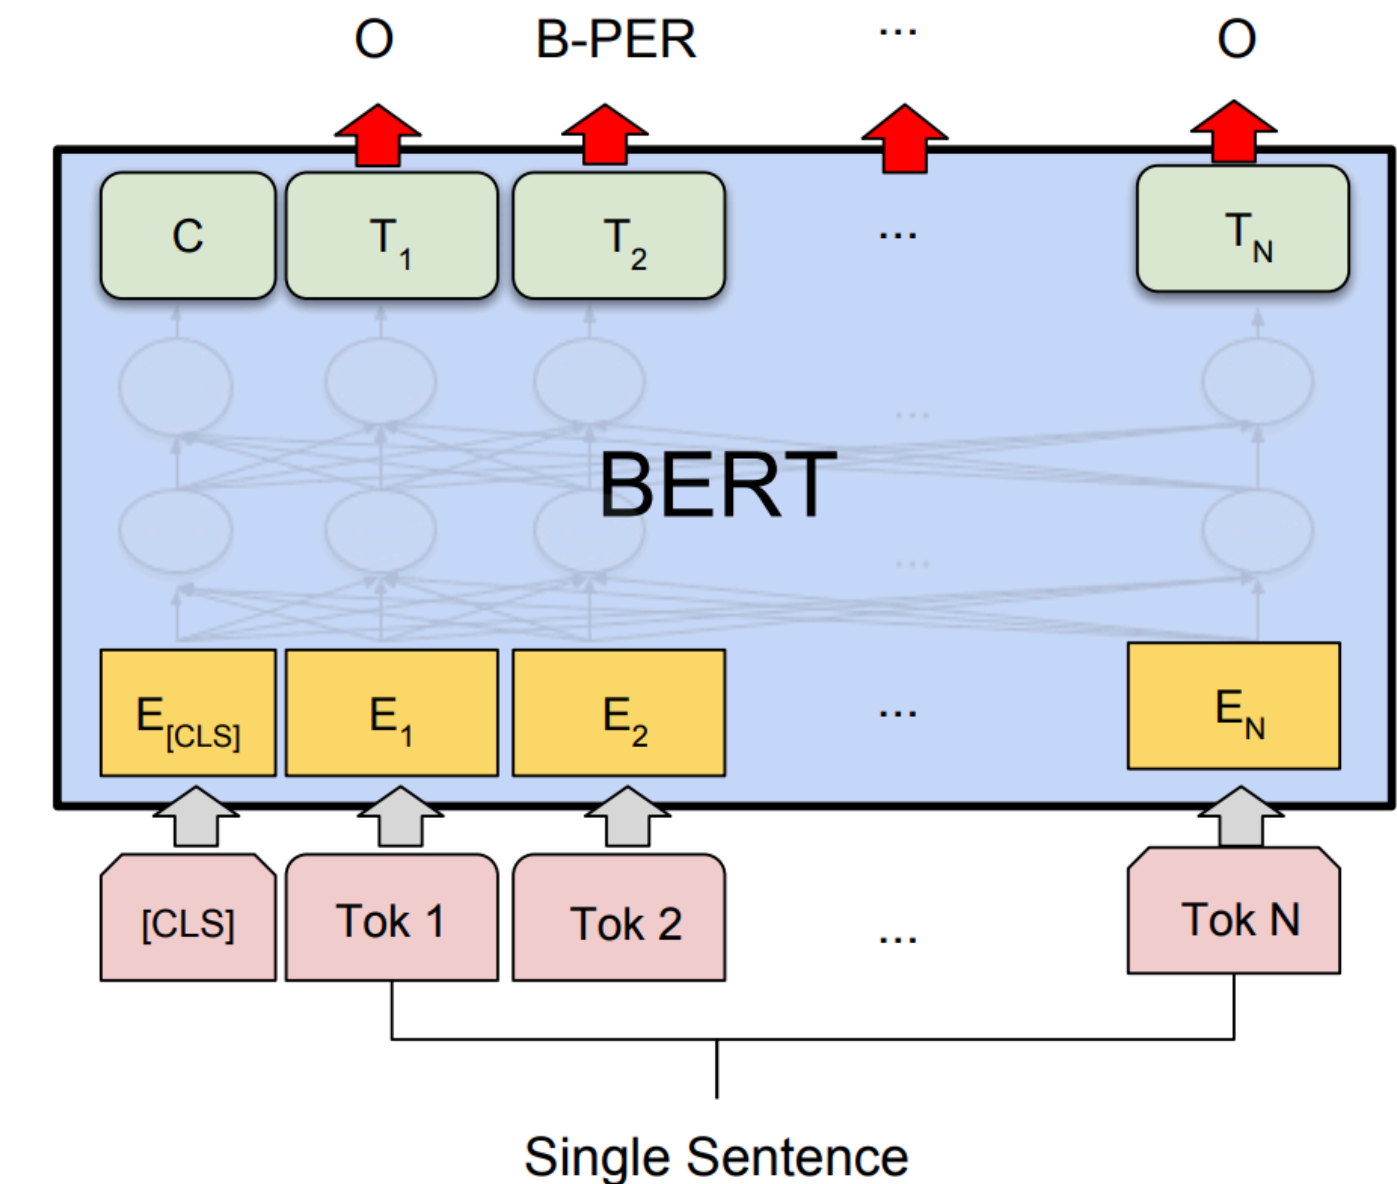 O B-PER ... O
C T1 T2 ... TN
...
BERT
...
E[CLS] E1 E2 ... EN
[CLS] Tok 1 Tok 2 ... Tok N
Single Sentence